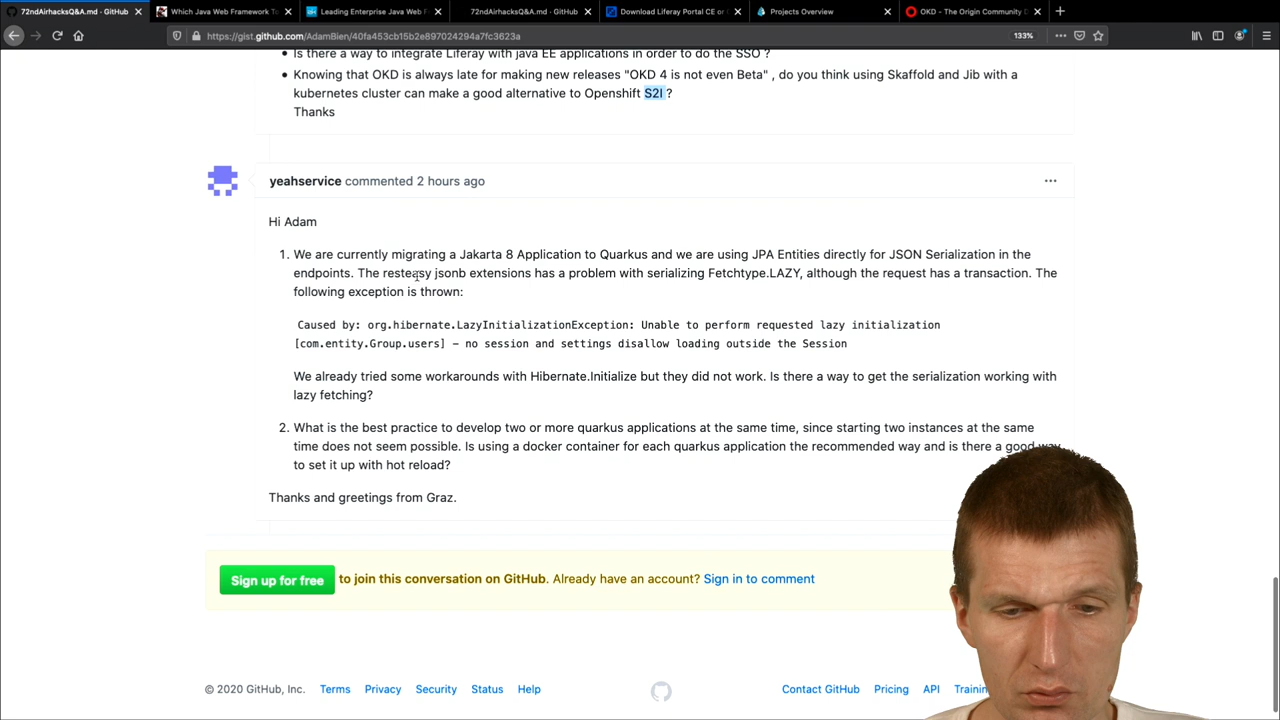 72ndAirhacksQ&A.md - GitHub
Which Java Web Framework To
Leading Enterprise Java Web F
72ndAirhacksQ&A.md · GitHub
Download Liferay Portal CE or
Projects Overview
OKD - The Origin Community D
https://gist.github.com/AdamBien/40fa453cb15b2e897024294a7fc3623a
133%
Is there a way to integrate Liferay with java EE applications in order to do the SSO ?
Knowing that OKD is always late for making new releases "OKD 4 is not even Beta" , do you think using Skaffold and Jib with a
kubernetes cluster can make a good alternative to Openshift S2I ?
Thanks
yeahservice commented 2 hours ago
Hi Adam
1. We are currently migrating a Jakarta 8 Application to Quarkus and we are using JPA Entities directly for JSON Serialization in the
endpoints. The resteasy jsonb extensions has a problem with serializing Fetchtype.LAZY, although the request has a transaction. The
following exception is thrown:
Caused by: org.hibernate.LazyInitializationException: Unable to perform requested lazy initialization
[com.entity.Group.users] – no session and settings disallow loading outside the Session
We already tried some workarounds with Hibernate.Initialize but they did not work. Is there a way to get the serialization working with
lazy fetching?
2. What is the best practice to develop two or more quarkus applications at the same time, since starting two instances at the same
time does not seem possible. Is using a docker container for each quarkus application the recommended way and is there a good way
to set it up with hot reload?
Thanks and greetings from Graz.
Sign up for free to join this conversation on GitHub. Already have an account? Sign in to comment
© 2020 GitHub, Inc. Terms Privacy Security Status Help Contact GitHub Pricing API